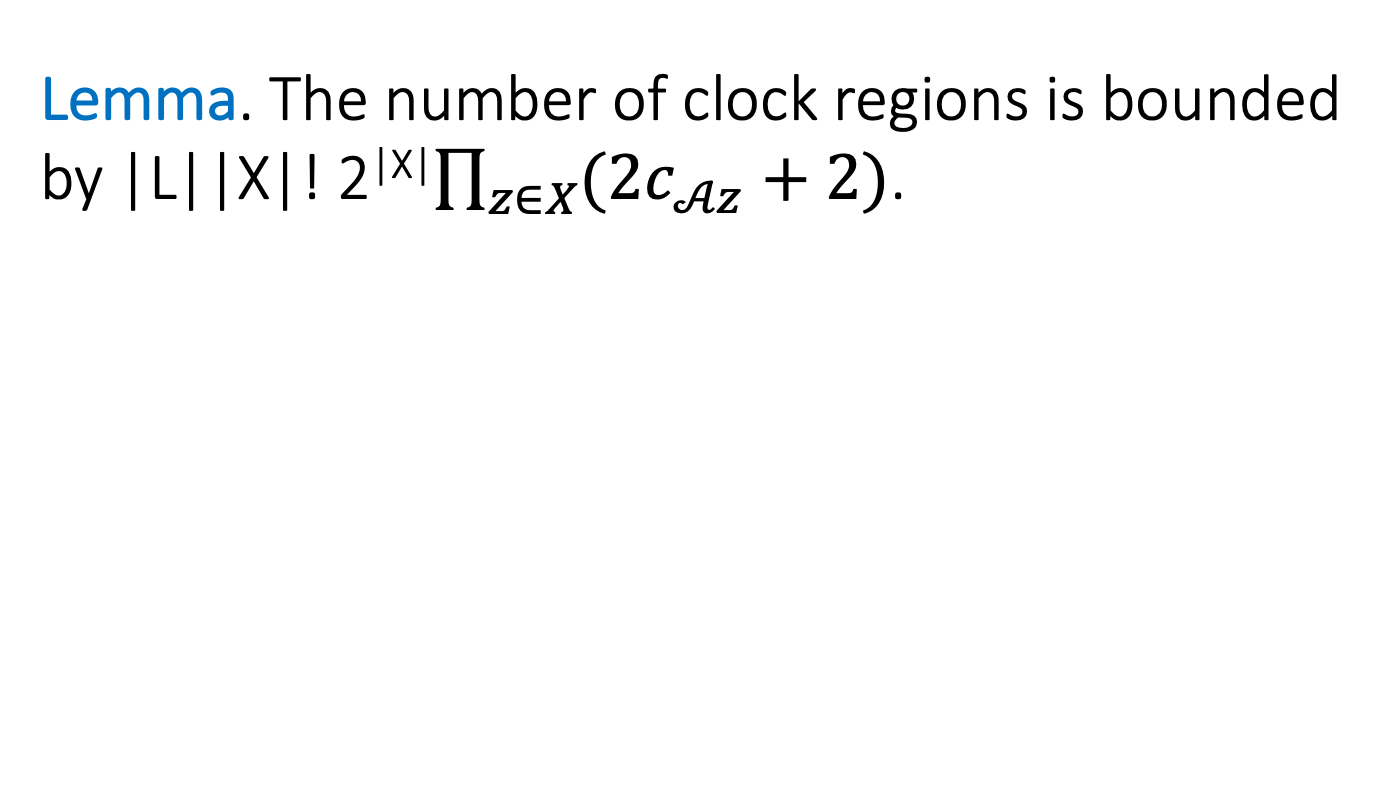 Lemma. The number of clock regions is bounded
by |L||X|! 2^|X| ∏_{z∈X}(2c_{𝒜z} + 2).